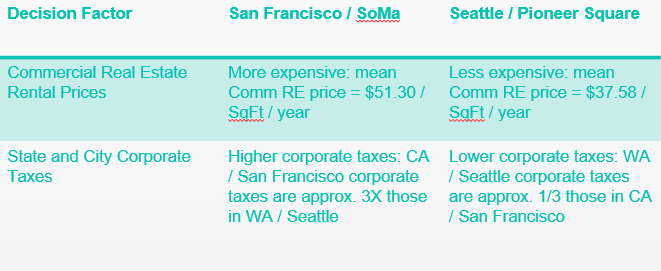 Decision Factor
San Francisco / SoMa
Seattle / Pioneer Square
Commercial Real Estate
Rental Prices
More expensive: mean
Comm RE price = $51.30 /
SqFt / year
Less expensive: mean
Comm RE price = $37.58 /
SqFt / year
State and City Corporate
Taxes
Higher corporate taxes: CA
/ San Francisco corporate
taxes are approx. 3X those
in WA / Seattle
Lower corporate taxes: WA
/ Seattle corporate taxes
are approx. 1/3 those in CA
/ San Francisco